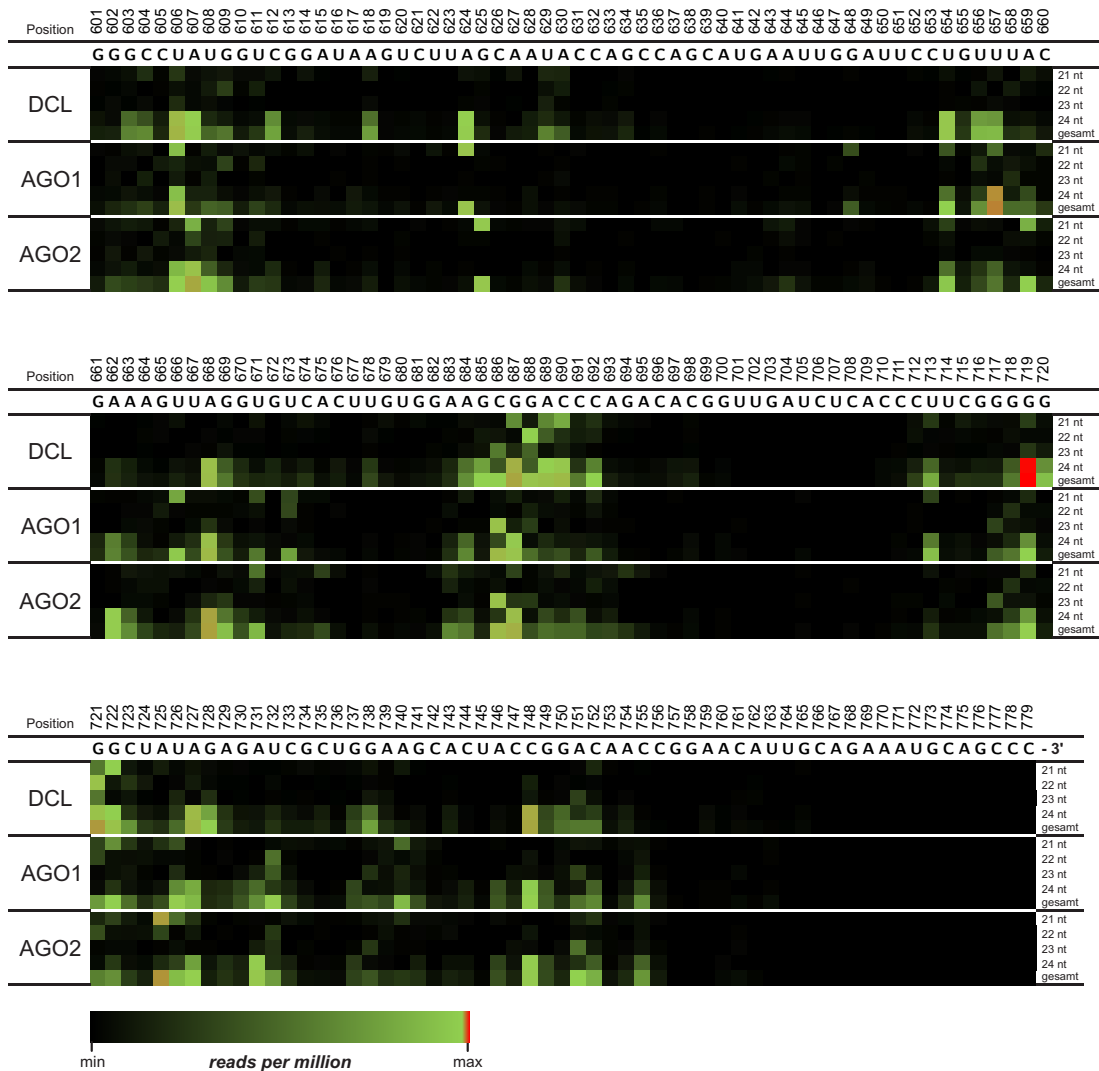 Position 601 602 603 604 605 606 607 608 609 610 611 612 613 614 615 616 617 618 619 620 621 622 623 624 625 626 627 628 629 630 631 632 633 634 635 636 637 638 639 640 641 642 643 644 645 646 647 648 649 650 651 652 653 654 655 656 657 658 659 660
G G G C C U A U G G U C G G A U A A G U C U U A G C A A U A C C A G C C A G C A U G A A U U G G A U U C C U G U U U A C
DCL
21 nt
22 nt
23 nt
24 nt
gesamt
AGO1
21 nt
22 nt
23 nt
24 nt
gesamt
AGO2
21 nt
22 nt
23 nt
24 nt
gesamt
Position 661 662 663 664 665 666 667 668 669 670 671 672 673 674 675 676 677 678 679 680 681 682 683 684 685 686 687 688 689 690 691 692 693 694 695 696 697 698 699 700 701 702 703 704 705 706 707 708 709 710 711 712 713 714 715 716 717 718 719 720
G A A A G U U A G G U G U C A C U U G U G G A A G C G G A C C C A G A C A C G G U U G A U C U C A C C C U U C G G G G G
DCL
21 nt
22 nt
23 nt
24 nt
gesamt
AGO1
21 nt
22 nt
23 nt
24 nt
gesamt
AGO2
21 nt
22 nt
23 nt
24 nt
gesamt
Position 721 722 723 724 725 726 727 728 729 730 731 732 733 734 735 736 737 738 739 740 741 742 743 744 745 746 747 748 749 750 751 752 753 754 755 756 757 758 759 760 761 762 763 764 765 766 767 768 769 770 771 772 773 774 775 776 777 778 779
G G C U A U A G A G A U C G C U G G A A G C A C U A C C G G A C A A C C G G A A C A U U G C A G A A A U G C A G C C C - 3'
DCL
21 nt
22 nt
23 nt
24 nt
gesamt
AGO1
21 nt
22 nt
23 nt
24 nt
gesamt
AGO2
21 nt
22 nt
23 nt
24 nt
gesamt
min reads per million max